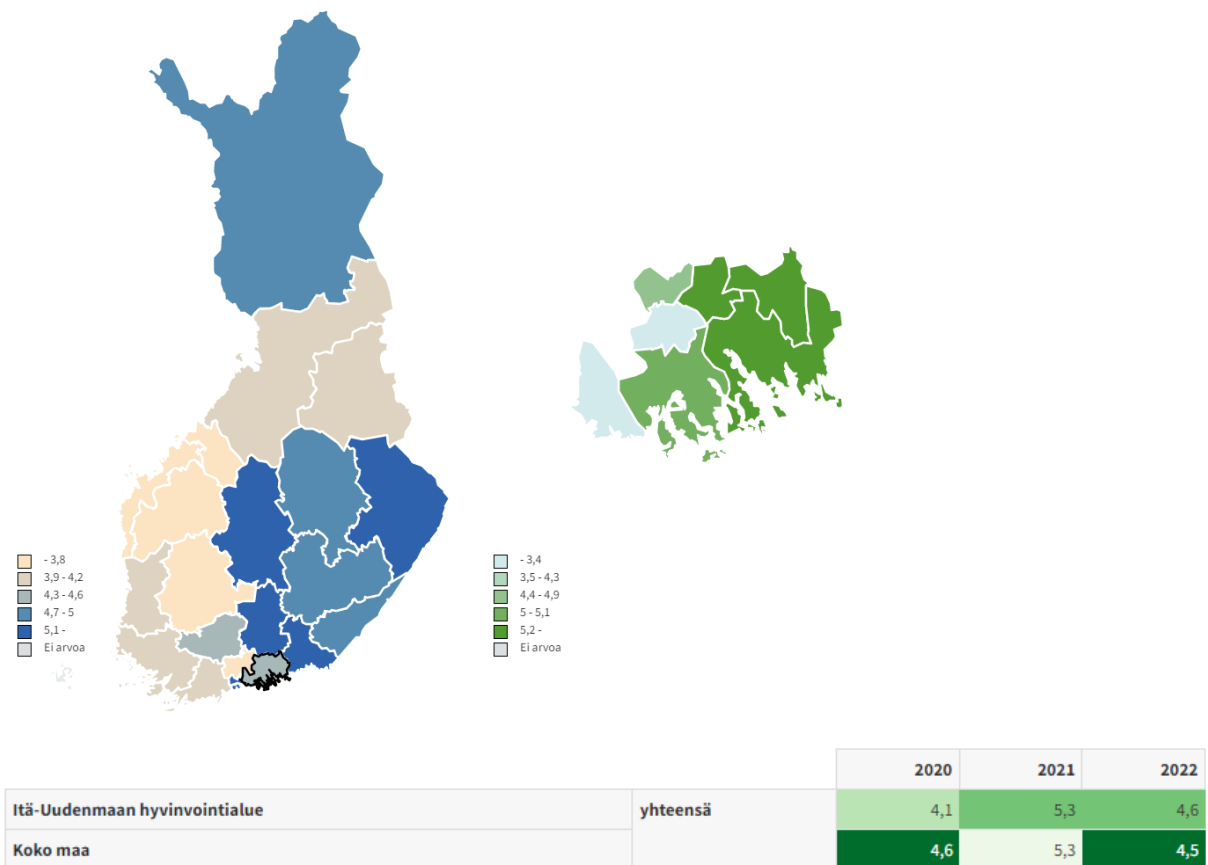 - 3,8
3,9 - 4,2
4,3 - 4,6
4,7 - 5
5,1 -
Ei arvoa
- 3,4
3,5 - 4,3
4,4 - 4,9
5 - 5,1
5,2 -
Ei arvoa
2020 2021 2022
Itä-Uudenmaan hyvinvointialue yhteensä 4,1 5,3 4,6
Koko maa 4,6 5,3 4,5